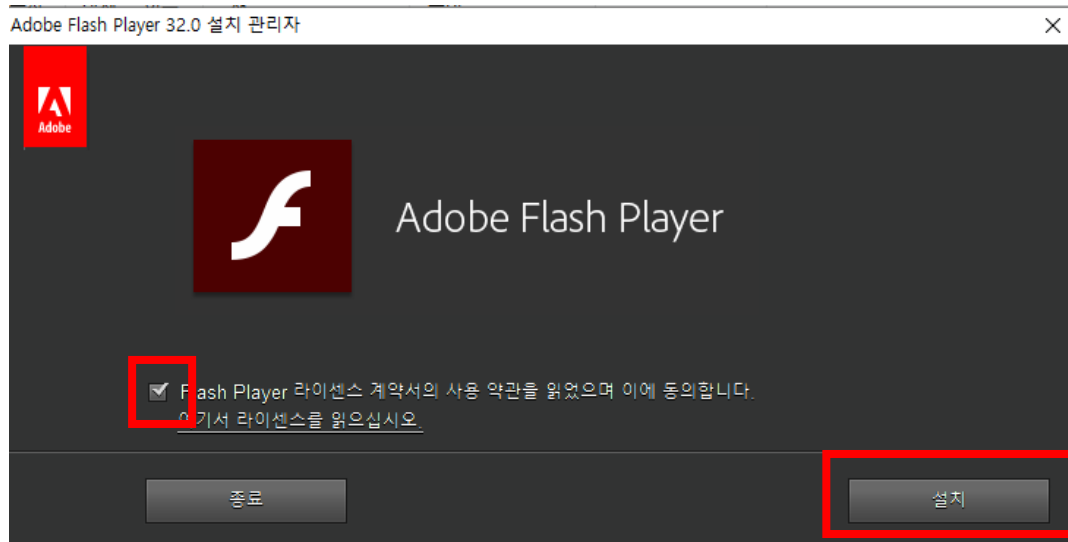 Adobe Flash Player 32.0 설치 관리자
Adobe
Adobe Flash Player
Flash Player 라이센스 계약서의 사용 약관을 읽었으며 이에 동의합니다.
여기서 라이센스를 읽으십시오.
종료
설치